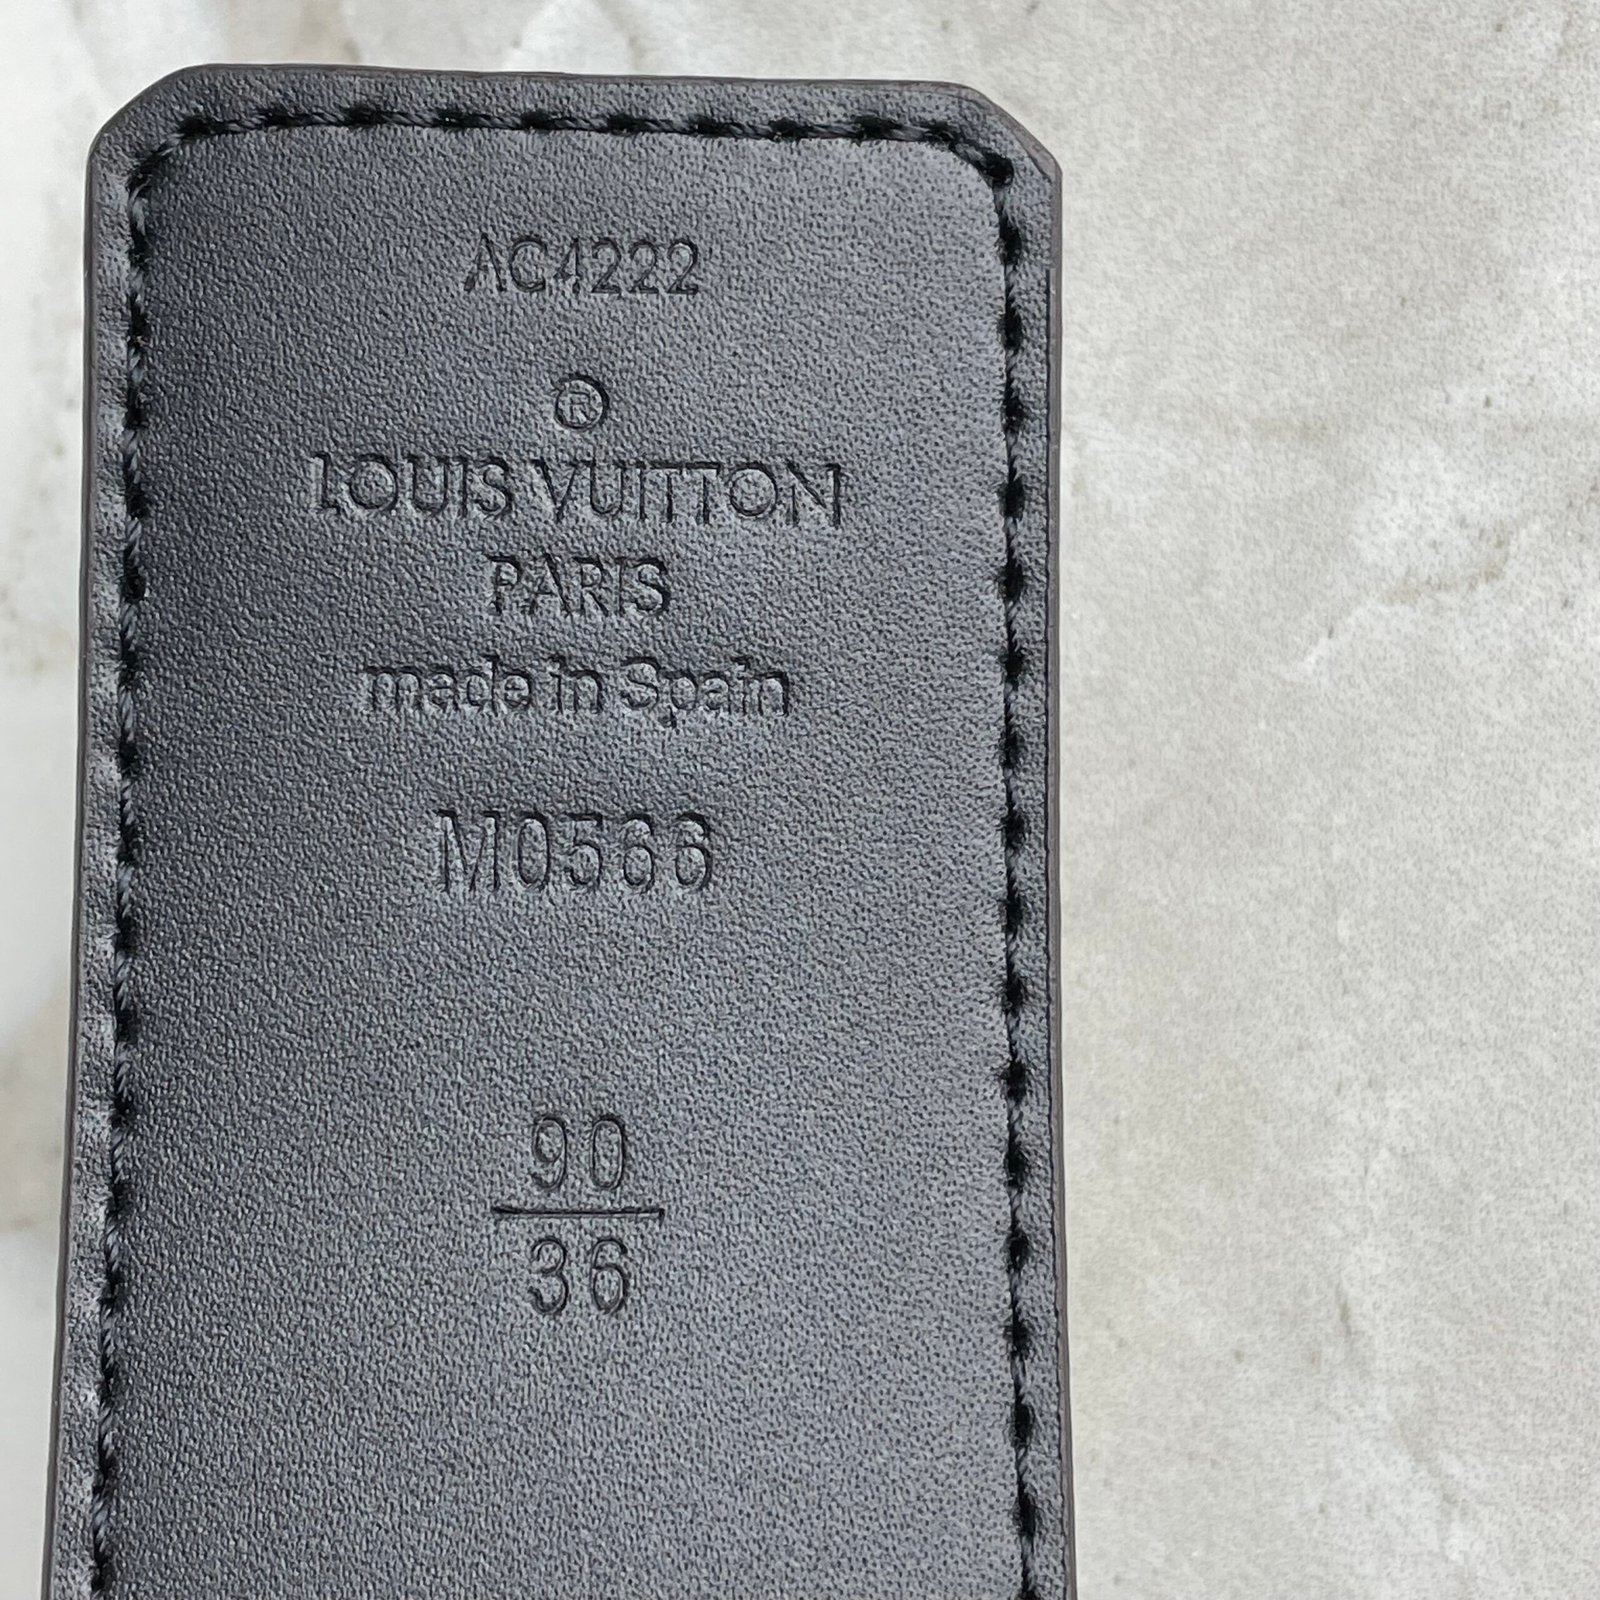 AC4222
®
LOUIS VUITTON
PARIS
made in Spain
M0566
90
36